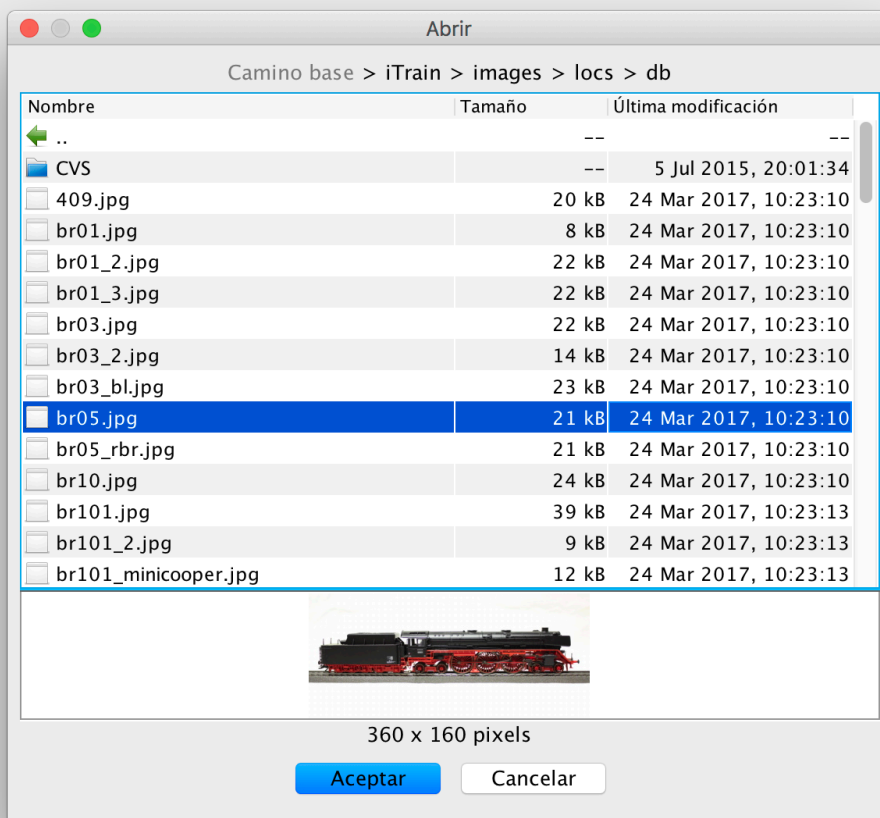 Abrir
Camino base > iTrain > images > locs > db
Nombre Tamaño Última modificación
.. -- --
CVS -- 5 Jul 2015, 20:01:34
409.jpg 20 kB 24 Mar 2017, 10:23:10
br01.jpg 8 kB 24 Mar 2017, 10:23:10
br01_2.jpg 22 kB 24 Mar 2017, 10:23:10
br01_3.jpg 22 kB 24 Mar 2017, 10:23:10
br03.jpg 22 kB 24 Mar 2017, 10:23:10
br03_2.jpg 14 kB 24 Mar 2017, 10:23:10
br03_bl.jpg 23 kB 24 Mar 2017, 10:23:10
br05.jpg 21 kB 24 Mar 2017, 10:23:10
br05_rbr.jpg 21 kB 24 Mar 2017, 10:23:10
br10.jpg 24 kB 24 Mar 2017, 10:23:10
br101.jpg 39 kB 24 Mar 2017, 10:23:13
br101_2.jpg 9 kB 24 Mar 2017, 10:23:13
br101_minicooper.jpg 12 kB 24 Mar 2017, 10:23:13
360 x 160 pixels
Aceptar Cancelar